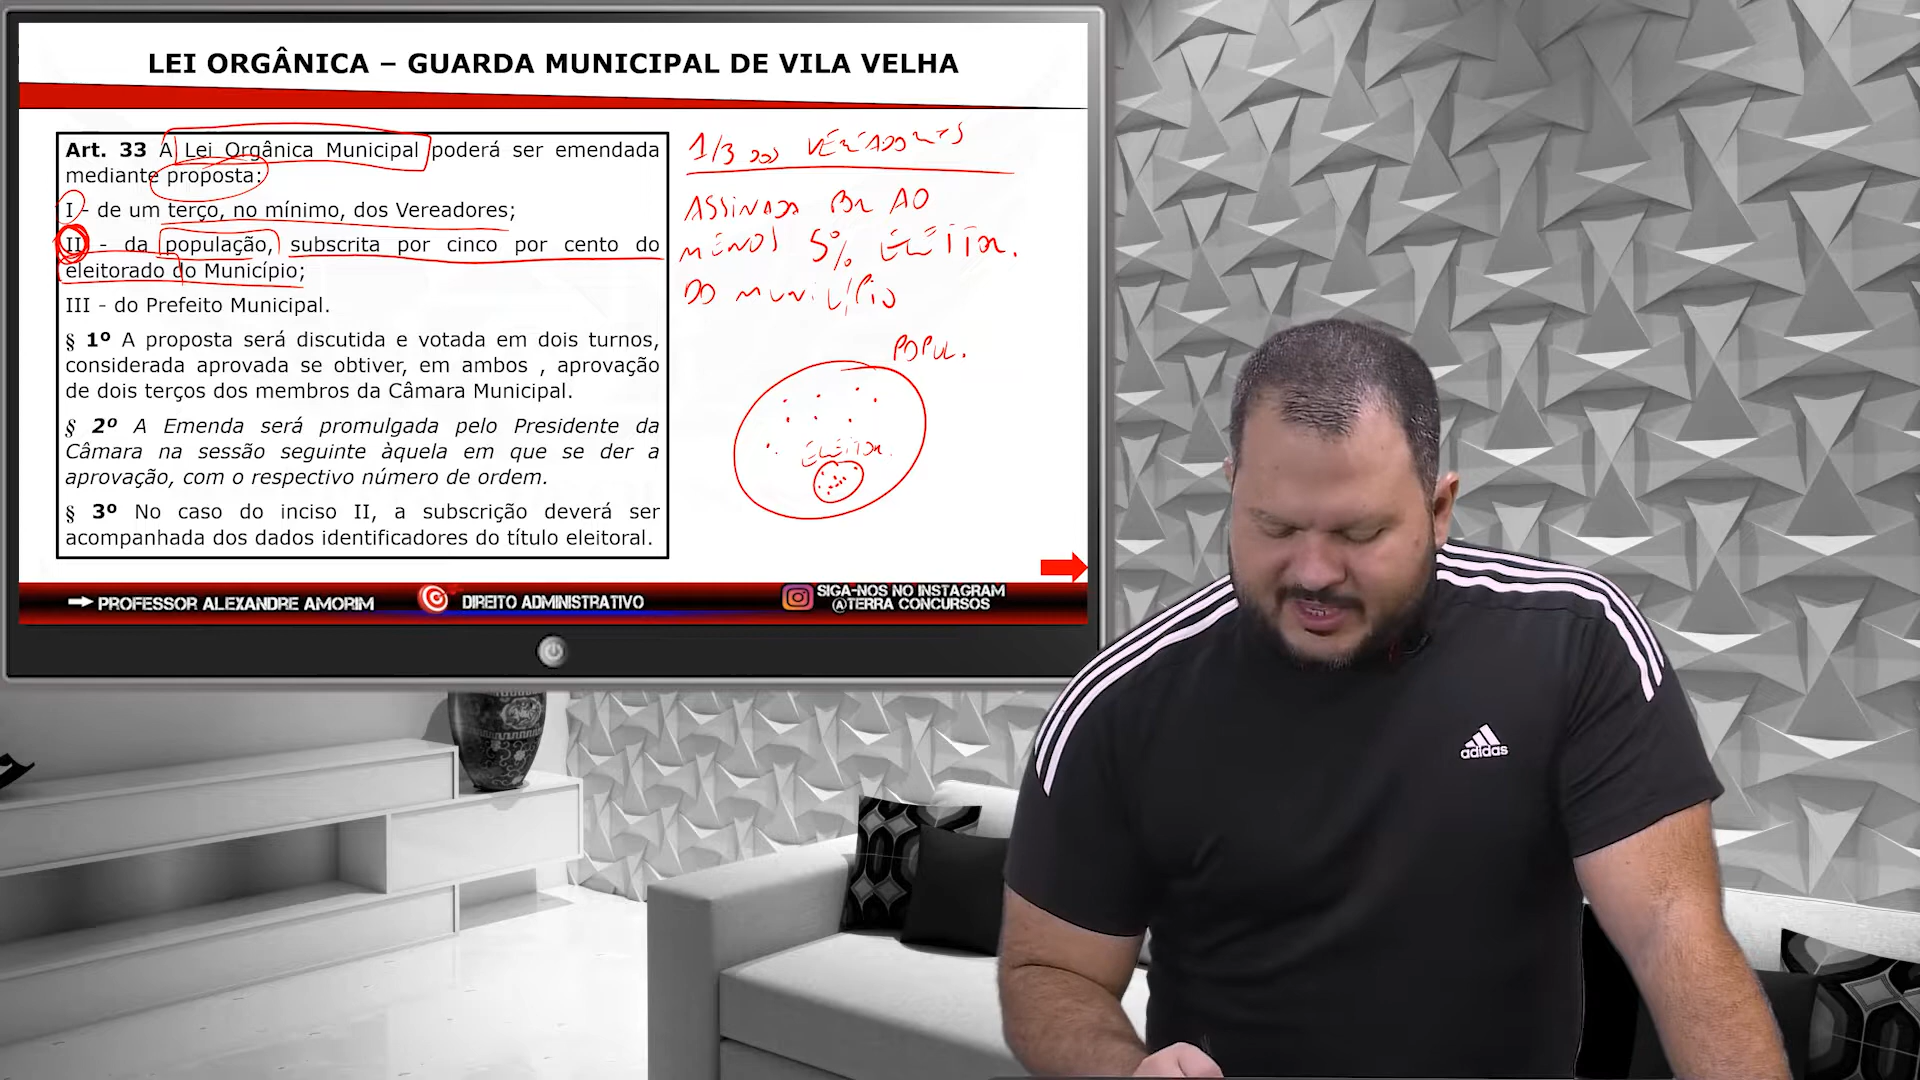 LEI ORGÂNICA – GUARDA MUNICIPAL DE VILA VELHA
Art. 33 A Lei Orgânica Municipal poderá ser emendada
mediante proposta:
I - de um terço, no mínimo, dos Vereadores;
II - da população, subscrita por cinco por cento do
eleitorado do Município;
III - do Prefeito Municipal.
§ 1º A proposta será discutida e votada em dois turnos,
considerada aprovada se obtiver, em ambos , aprovação
de dois terços dos membros da Câmara Municipal.
§ 2º A Emenda será promulgada pelo Presidente da
Câmara na sessão seguinte àquela em que se der a
aprovação, com o respectivo número de ordem.
§ 3º No caso do inciso II, a subscrição deverá ser
acompanhada dos dados identificadores do título eleitoral.
1/3 DOS VEREADORES
ASSINADA AO
MENOS 5% ELEITOR.
DO MUNICÍPIO
POPUL.
ELEITOR.
PROFESSOR ALEXANDRE AMORIM
DIREITO ADMINISTRATIVO
SIGA-NOS NO INSTAGRAM
@TERRA CONCURSOS
adidas